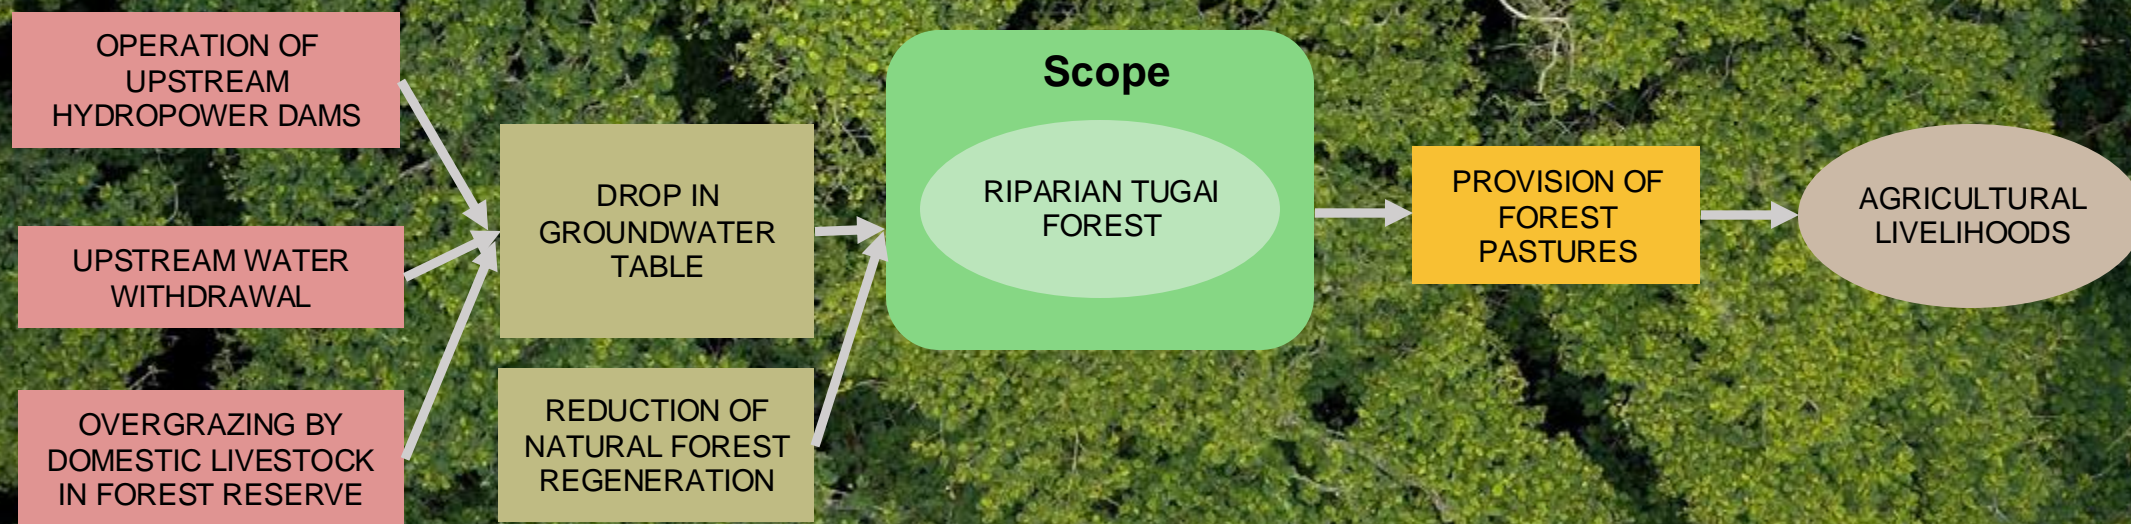 OPERATION OF
UPSTREAM
HYDROPOWER DAMS
UPSTREAM WATER
WITHDRAWAL
OVERGRAZING BY
DOMESTIC LIVESTOCK
IN FOREST RESERVE
DROP IN
GROUNDWATER
TABLE
REDUCTION OF
NATURAL FOREST
REGENERATION
Scope
RIPARIAN TUGAI
FOREST
PROVISION OF
FOREST
PASTURES
AGRICULTURAL
LIVELIHOODS